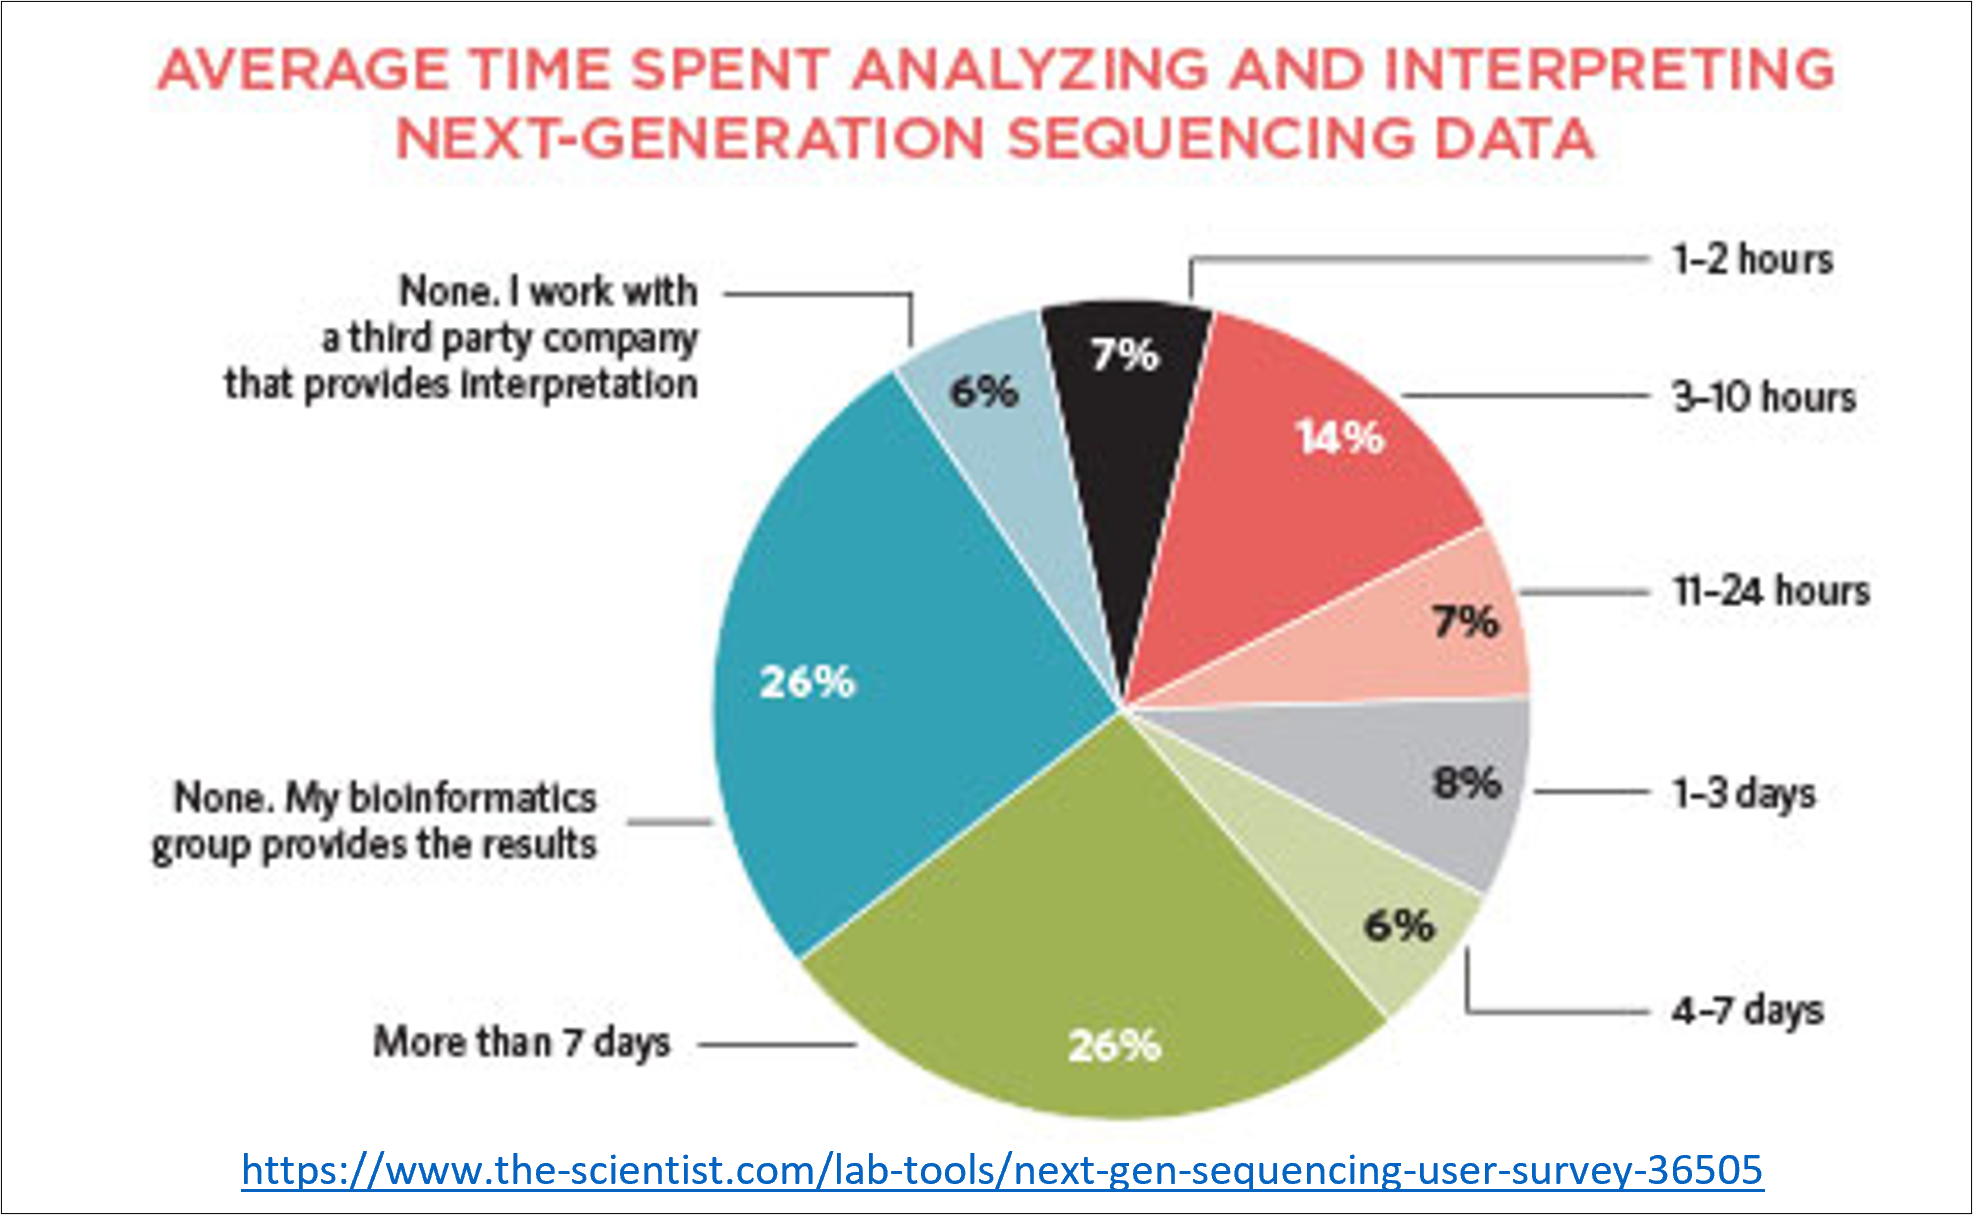 AVERAGE TIME SPENT ANALYZING AND INTERPRETING
NEXT-GENERATION SEQUENCING DATA
1–2 hours
7%
3–10 hours
14%
11–24 hours
7%
1–3 days
8%
4–7 days
6%
More than 7 days
26%
None. My bioinformatics
group provides the results
26%
None. I work with
a third party company
that provides interpretation
6%
https://www.the-scientist.com/lab-tools/next-gen-sequencing-user-survey-36505